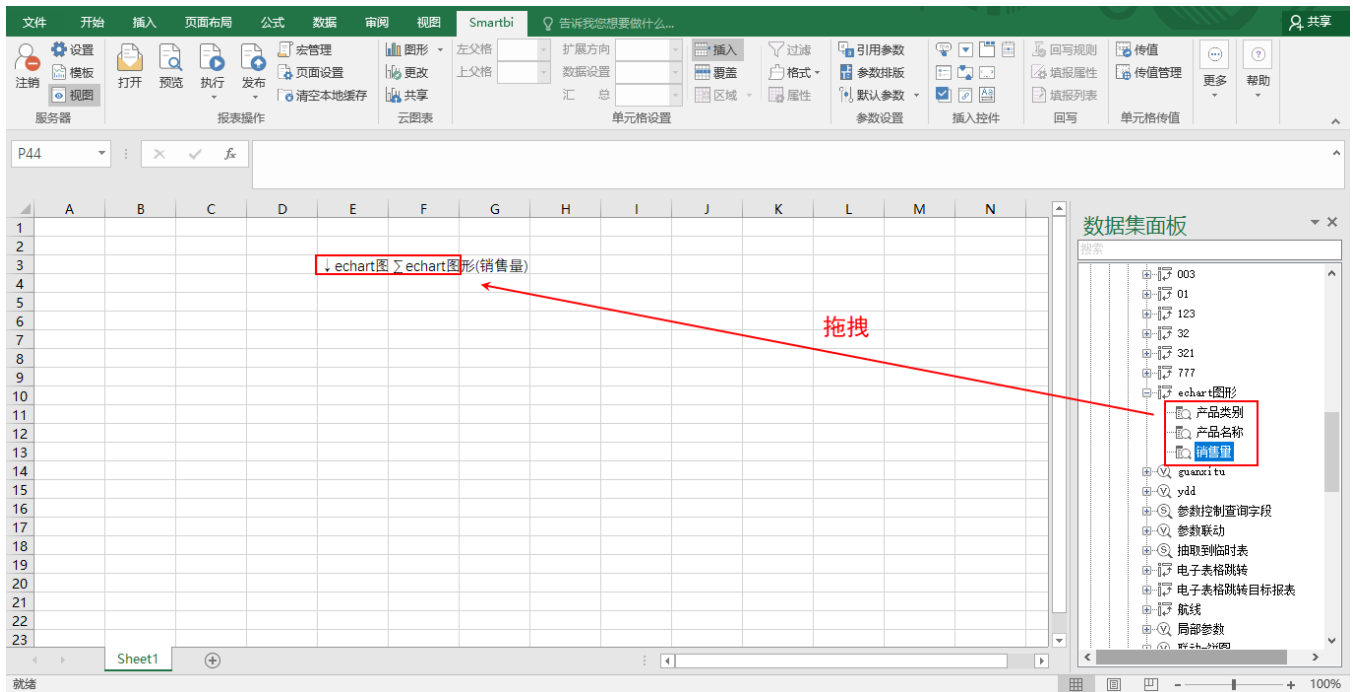 文件 开始 插入 页面布局 公式 数据 审阅 视图 Smartbi 告诉我您想要做什么... 共享
设置 宏管理 图形 左父格 扩展方向 插入 过滤 引用参数 回写规则 传值
注销 模板 打开 预览 执行 发布 页面设置 更改 上父格 数据设置 覆盖 格式 参数排版 填报属性 传值管理 更多 帮助
视图 清空本地缓存 共享 汇 总 区域 属性 默认参数 填报列表
服务器 报表操作 云图表 单元格设置 参数设置 插入控件 回写 单元格传值
P44 fx
A B C D E F G H I J K L M N
数据集面板
搜索
1
2
3 ↓echart图 ∑echart图形(销售量)
4
5
6
7
8
9
10
11
12
13
14
15
16
17
18
19
20
21
22
23
拖拽
003
01
123
32
321
777
echart图形
产品类别
产品名称
销售量
guanxitu
ydd
参数控制查询字段
参数联动
抽取到临时表
电子表格跳转
电子表格跳转目标报表
航线
局部参数
Sheet1
就绪 100%